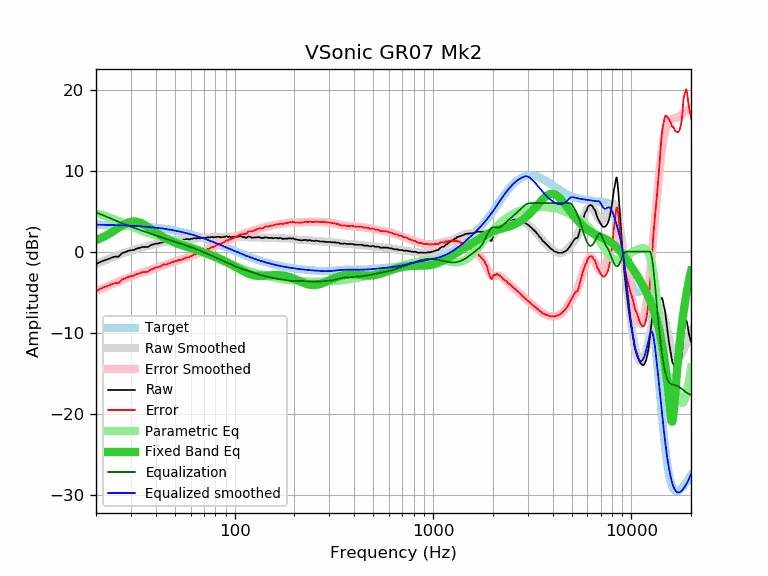 VSonic GR07 Mk2
20
10
0
−10
−20
−30
Amplitude (dBr)
Target
Raw Smoothed
Error Smoothed
Raw
Error
Parametric Eq
Fixed Band Eq
Equalization
Equalized smoothed
100
1000
10000
Frequency (Hz)